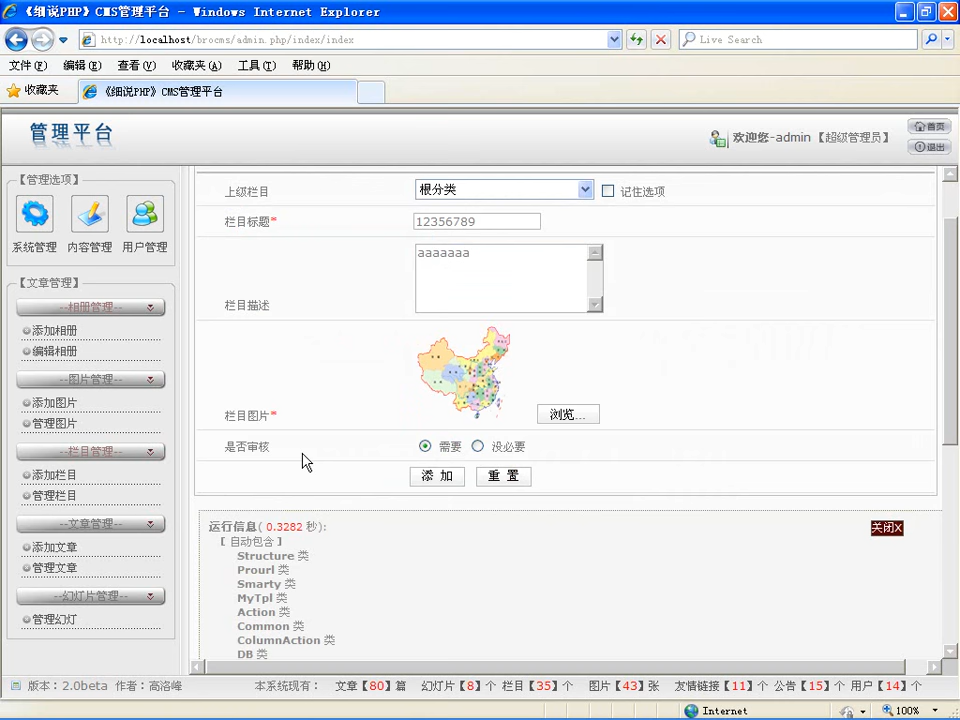 《细说PHP》CMS管理平台 - Windows Internet Explorer
http://localhost/brocms/admin.php/index/index
Live Search
文件(F) 编辑(E) 查看(V) 收藏夹(A) 工具(T) 帮助(H)
收藏夹 《细说PHP》CMS管理平台
管理平台
欢迎您-admin 【超级管理员】
首页
退出
【管理选项】
系统管理 内容管理 用户管理
【文章管理】
--相册管理--
添加相册
编辑相册
--图片管理--
添加图片
管理图片
--栏目管理--
添加栏目
管理栏目
--文章管理--
添加文章
管理文章
--幻灯片管理--
管理幻灯
上级栏目 根分类 记住选项
栏目标题* 12356789
aaaaaaa
栏目描述
栏目图片* 浏览...
是否审核 需要 没必要
添 加 重 置
运行信息( 0.3282 秒): 关闭X
[ 自动包含 ]
Structure 类
Prourl 类
Smarty 类
MyTpl 类
Action 类
Common 类
ColumnAction 类
DB 类
版本：2.0beta 作者：高洛峰 本系统现有： 文章【80】篇 幻灯片【8】个 栏目【35】个 图片【43】张 友情链接【11】个 公告【15】个 用户【14】个
Internet 100%